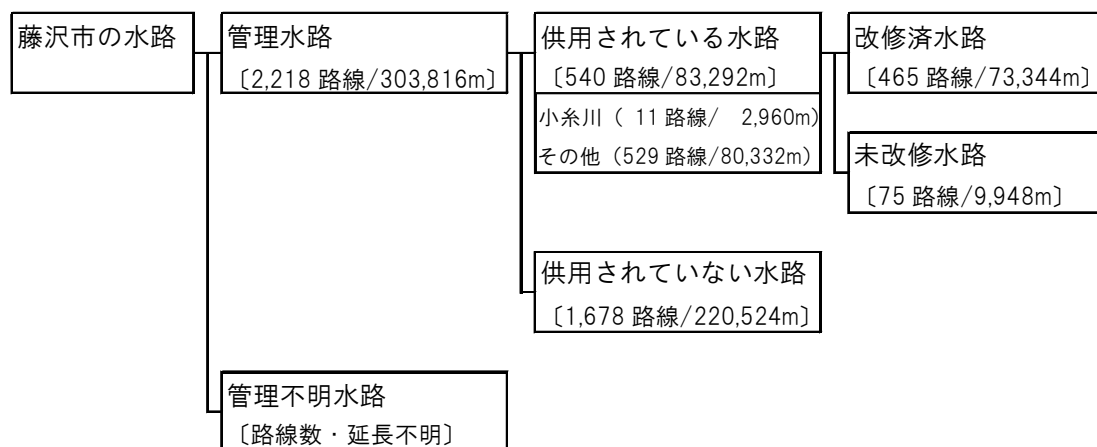 藤沢市の水路
管理水路
〔2,218 路線/303,816m〕
供用されている水路
〔540 路線/83,292m〕
小糸川（ 11 路線/ 2,960m）
その他（529 路線/80,332m）
改修済水路
〔465 路線/73,344m〕
未改修水路
〔75 路線/9,948m〕
供用されていない水路
〔1,678 路線/220,524m〕
管理不明水路
〔路線数・延長不明〕